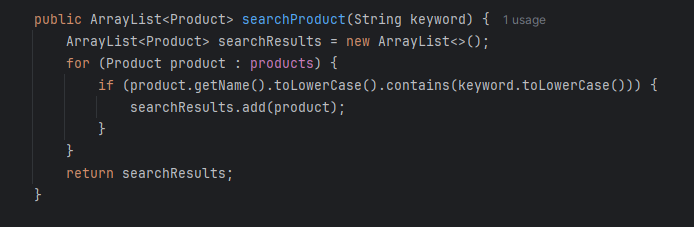 public ArrayList<Product> searchProduct(String keyword) { 1 usage
ArrayList<Product> searchResults = new ArrayList<>();
for (Product product : products) {
if (product.getName().toLowerCase().contains(keyword.toLowerCase())) {
searchResults.add(product);
}
}
return searchResults;
}